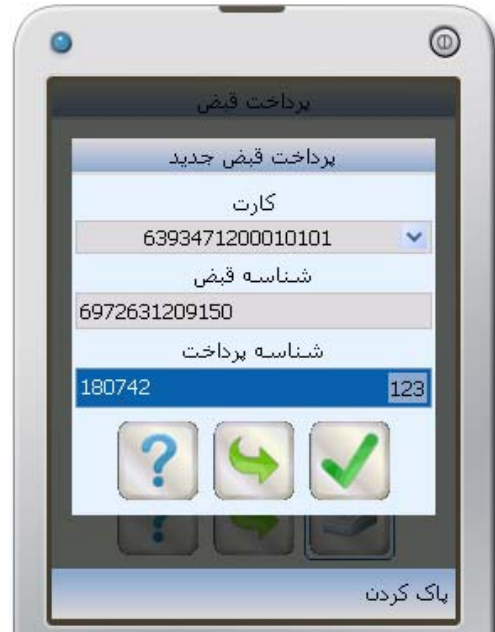 پرداخت قبض
پرداخت قبض جدید
کارت
6393471200010101
شناسه قبض
6972631209150
شناسه پرداخت
180742 123
پاک کردن